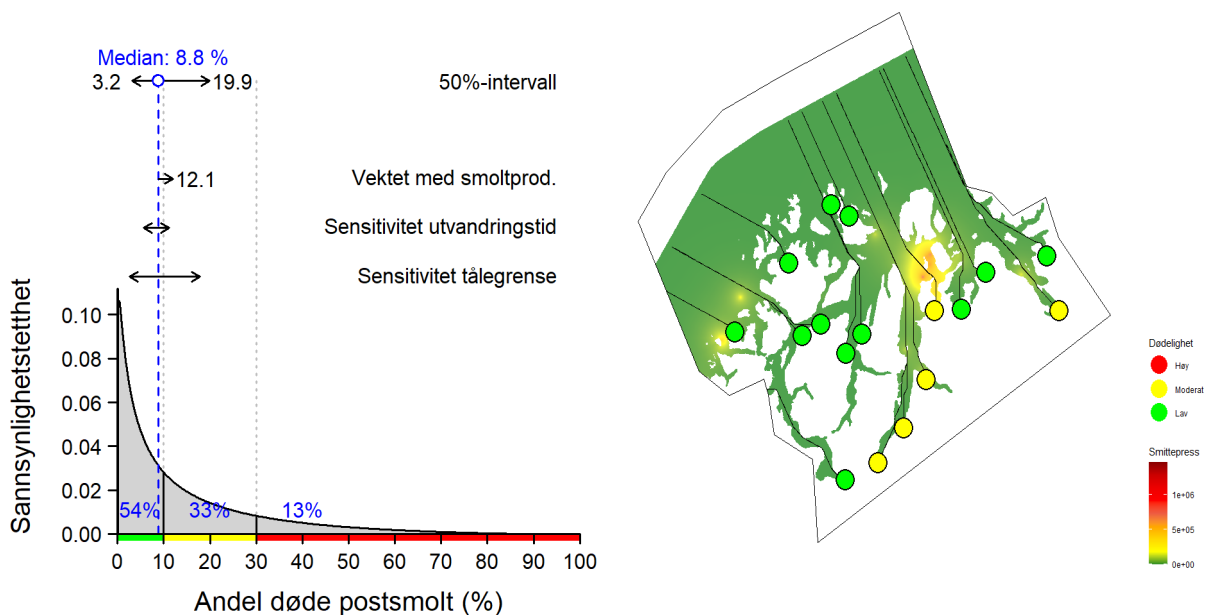 Median: 8.8 %
3.2
19.9
50%-intervall
12.1
Vektet med smoltprod.
Sensitivitet utvandringstid
Sensitivitet tålegrense
Sannsynlighetstetthet
0.10
0.08
0.06
0.04
0.02
0.00
54%
33%
13%
0 10 20 30 40 50 60 70 80 90 100
Andel døde postsmolt (%)
Dødelighet
Høy
Moderat
Lav
Smittepress
1e+06
5e+05
0e+00